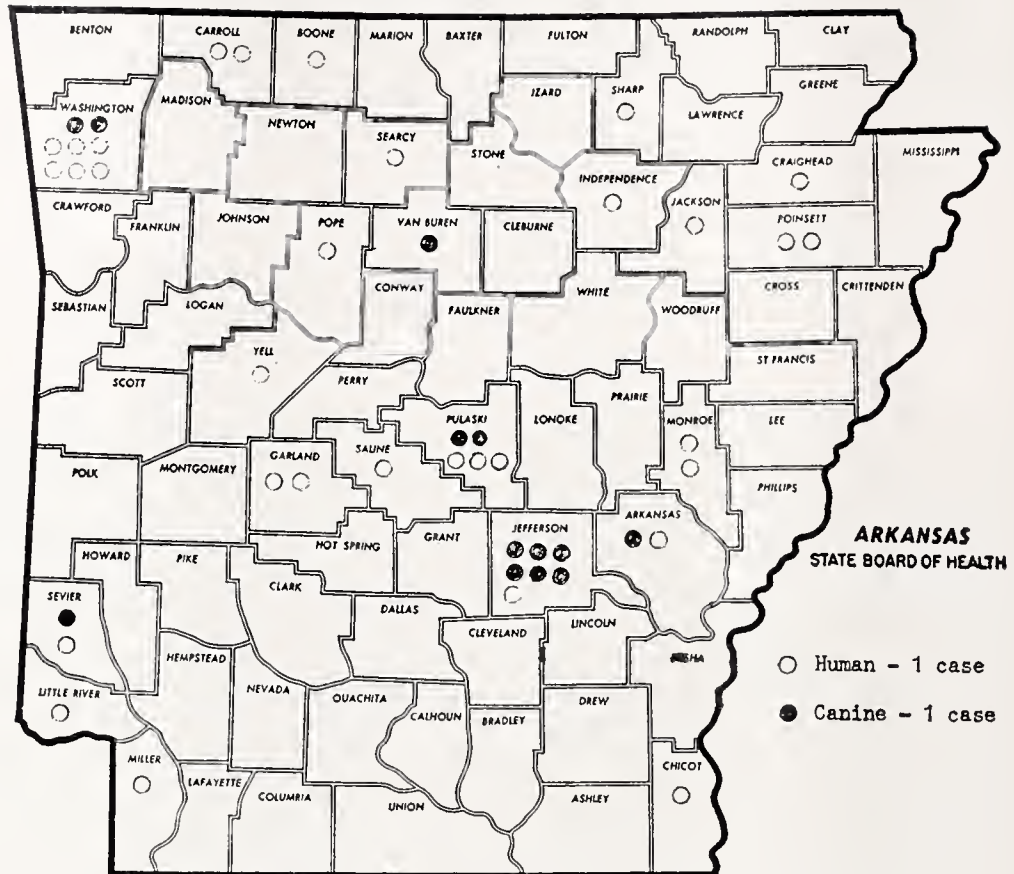 BENTON
CARROLL
BOONE
MARION
BAXTER
FULTON
RANDOLPH
CLAY
WASHINGTON
MADISON
NEWTON
SEARCY
STONE
IZARD
SHARP
LAWRENCE
GREENE
INDEPENDENCE
JACKSON
CRAIGHEAD
MISSISSIPPI
POINSETT
CRAWFORD
FRANKLIN
JOHNSON
POPE
VAN BUREN
CLEBURNE
SEBASTIAN
LOGAN
CONWAY
FAULKNER
WHITE
WOODRUFF
CROSS
CRITTENDEN
YELL
ST FRANCIS
SCOTT
PERRY
PULASKI
LONOKE
PRAIRIE
MONROE
LEE
POLK
MONTGOMERY
GARLAND
SALINE
PHILLIPS
HOT SPRING
GRANT
JEFFERSON
ARKANSAS
ARKANSAS
STATE BOARD OF HEALTH
HOWARD
PIKE
CLARK
SEVIER
DALLAS
CLEVELAND
LINCOLN
LITTLE RIVER
HEMPSTEAD
NEVADA
OUACHITA
CALHOUN
BRADLEY
DREW
Human - 1 case
Canine - 1 case
MILLER
LAFAYETTE
COLUMBIA
UNION
ASHLEY
CHICOT